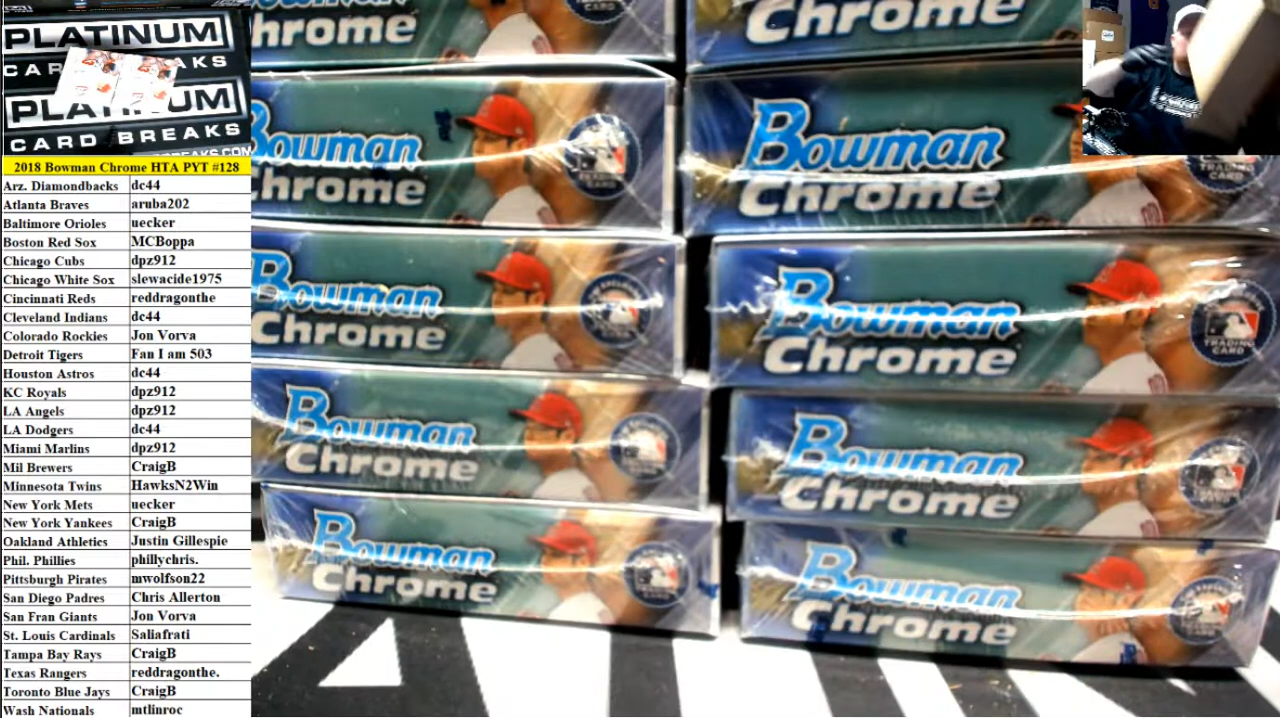 PLATINUM
CARD BREAKS
PLATINUM
CARD BREAKS
2018 Bowman Chrome HTA PYT #128
Arz. Diamondbacks dc44
Atlanta Braves aruba202
Baltimore Orioles uecker
Boston Red Sox MCBoppa
Chicago Cubs dpz912
Chicago White Sox slewacide1975
Cincinnati Reds reddragonthe
Cleveland Indians dc44
Colorado Rockies Jon Vorva
Detroit Tigers Fan I am 503
Houston Astros dc44
KC Royals dpz912
LA Angels dpz912
LA Dodgers dc44
Miami Marlins dpz912
Mil Brewers CraigB
Minnesota Twins HawksN2Win
New York Mets uecker
New York Yankees CraigB
Oakland Athletics Justin Gillespie
Phil. Phillies phillychris.
Pittsburgh Pirates mwolfson22
San Diego Padres Chris Allerton
San Fran Giants Jon Vorva
St. Louis Cardinals Saliafrati
Tampa Bay Rays CraigB
Texas Rangers reddragonthe.
Toronto Blue Jays CraigB
Wash Nationals mtlinroc
Chrome
Bowman
Chrome
Bowman
Chrome
Bowman
Chrome
Bowman
Chrome
Chrome
Bowman
Chrome
Bowman
Chrome
TRADING
CARD
Bowman
Chrome
Bowman
Chrome